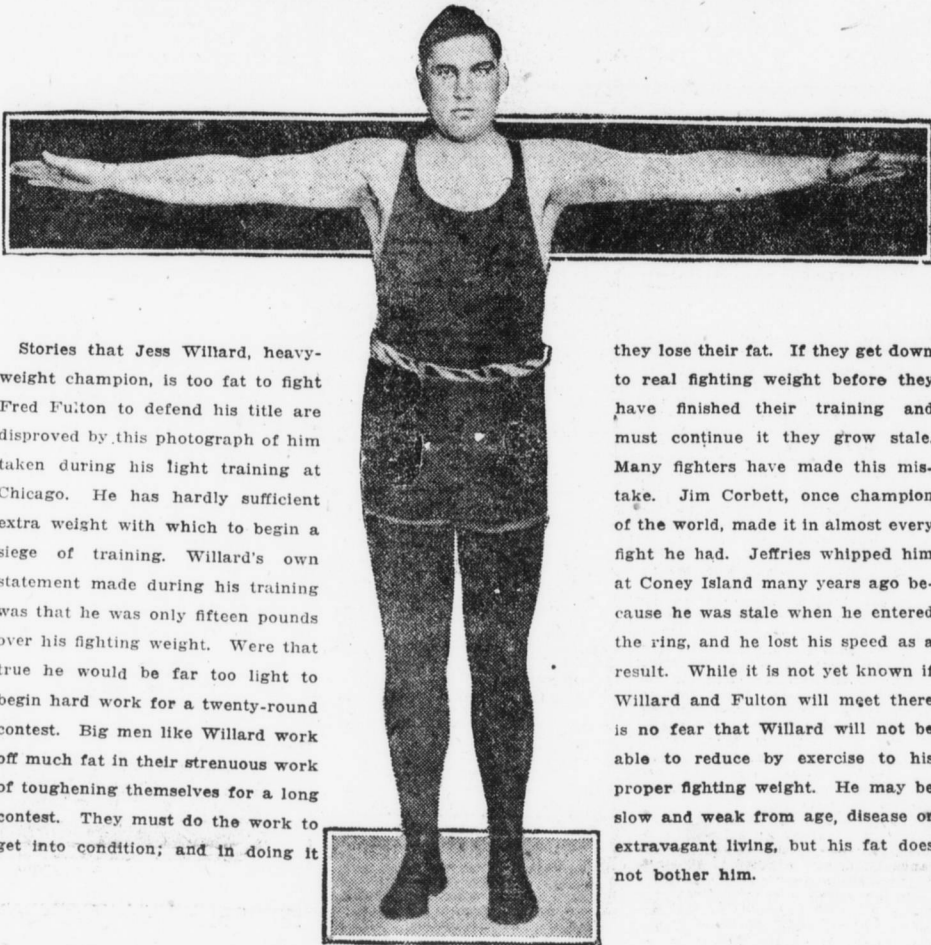 Stories that Jess Willard, heavy-
weight champion, is too fat to fight
Fred Fulton to defend his title are
disproved by this photograph of him
taken during his light training at
Chicago. He has hardly sufficient
extra weight with which to begin a
siege of training. Willard's own
statement made during his training
was that he was only fifteen pounds
over his fighting weight. Were that
true he would be far too light to
begin hard work for a twenty-round
contest. Big men like Willard work
off much fat in their strenuous work
of toughening themselves for a long
contest. They must do the work to
get into condition; and in doing it
they lose their fat. If they get down
to real fighting weight before they
have finished their training and
must continue it they grow stale.
Many fighters have made this mis-
take. Jim Corbett, once champion
of the world, made it in almost every
fight he had. Jeffries whipped him
at Coney Island many years ago be-
cause he was stale when he entered
the ring, and he lost his speed as a
result. While it is not yet known if
Willard and Fulton will meet there
is no fear that Willard will not be
able to reduce by exercise to his
proper fighting weight. He may be
slow and weak from age, disease or
extravagant living, but his fat does
not bother him.